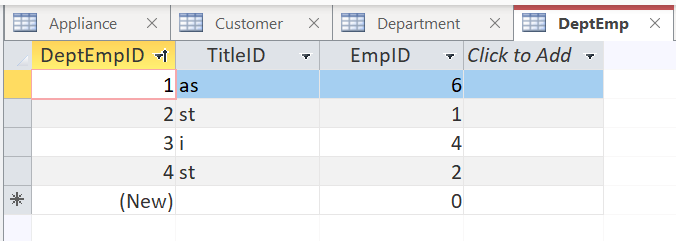 Appliance Customer Department DeptEmp
DeptEmpID TitleID EmpID Click to Add
1 as 6
2 st 1
3 i 4
4 st 2
(New) 0